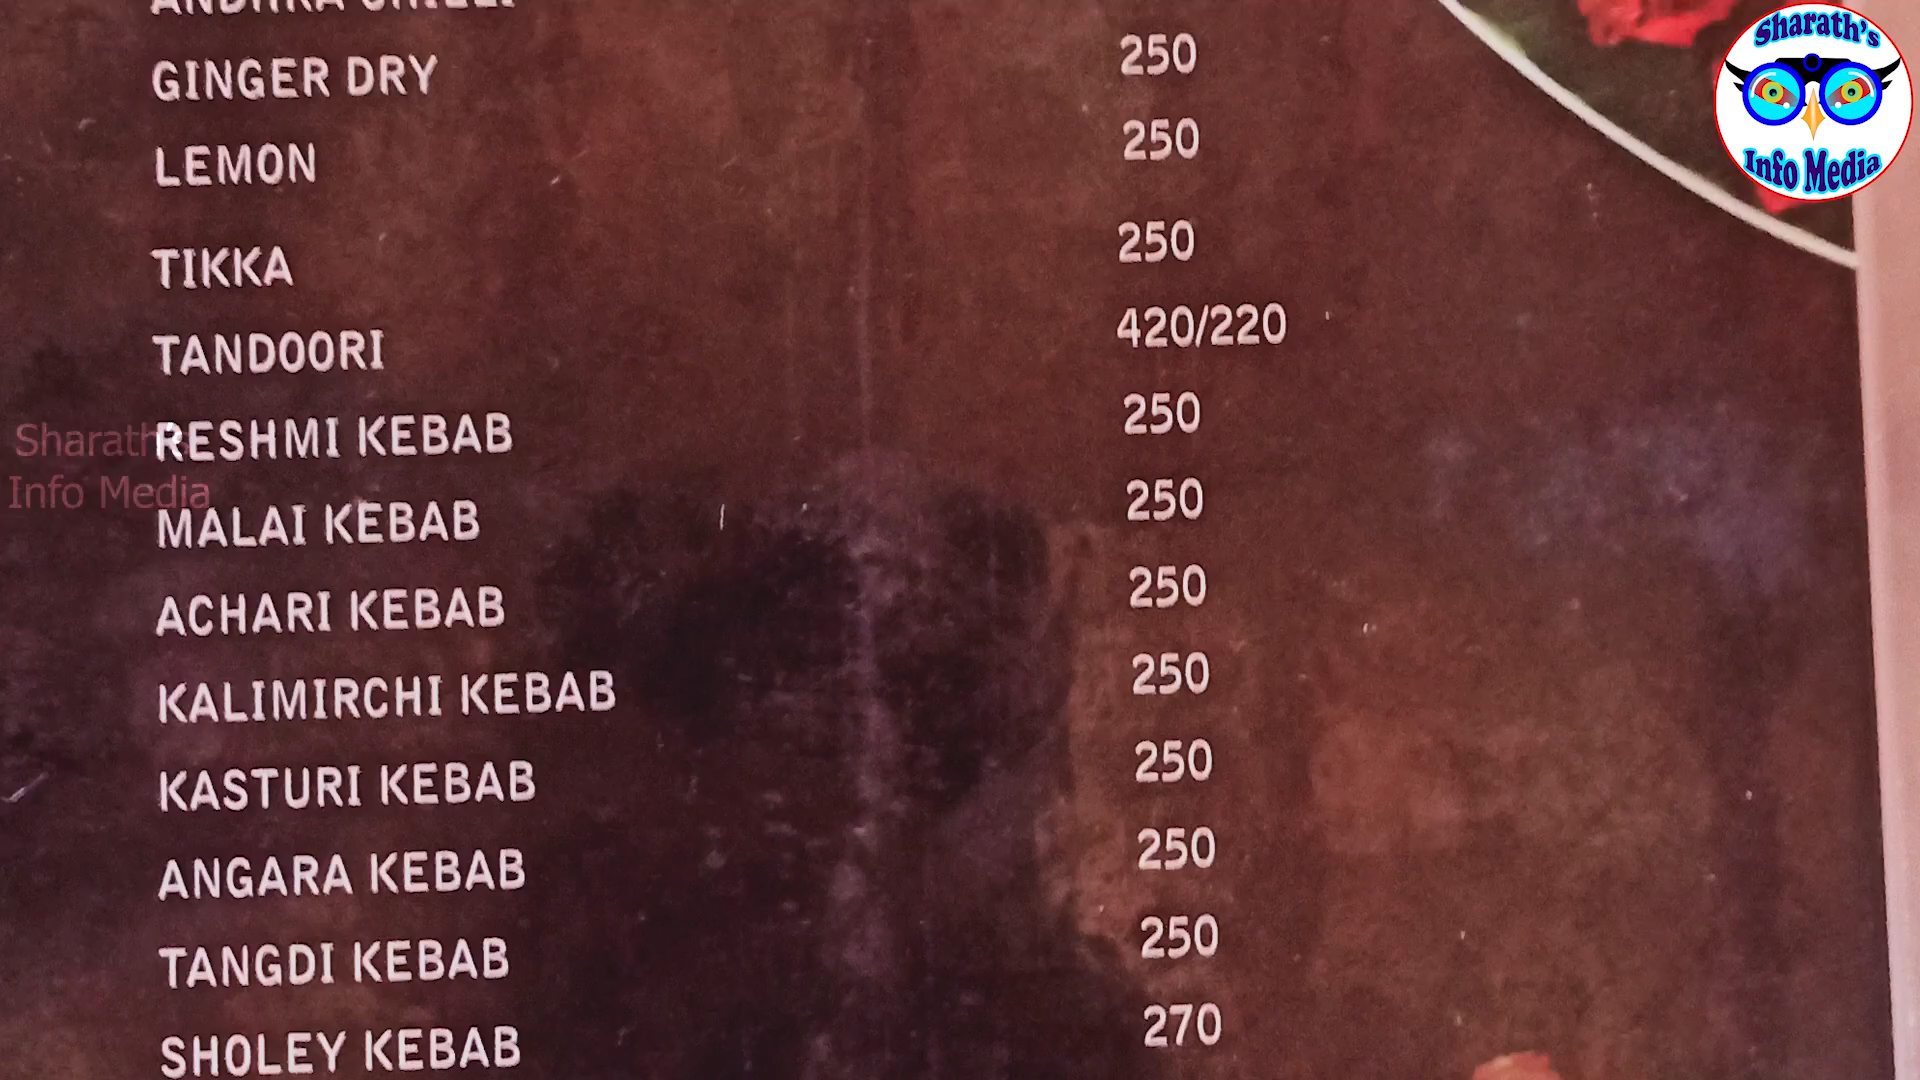 ANDHRA CHILLI
GINGER DRY 250
LEMON 250
TIKKA 250
TANDOORI 420/220
RESHMI KEBAB 250
MALAI KEBAB 250
ACHARI KEBAB 250
KALIMIRCHI KEBAB 250
KASTURI KEBAB 250
ANGARA KEBAB 250
TANGDI KEBAB 250
SHOLEY KEBAB 270
Sharath's
Info Media
Sharath's
Info Media